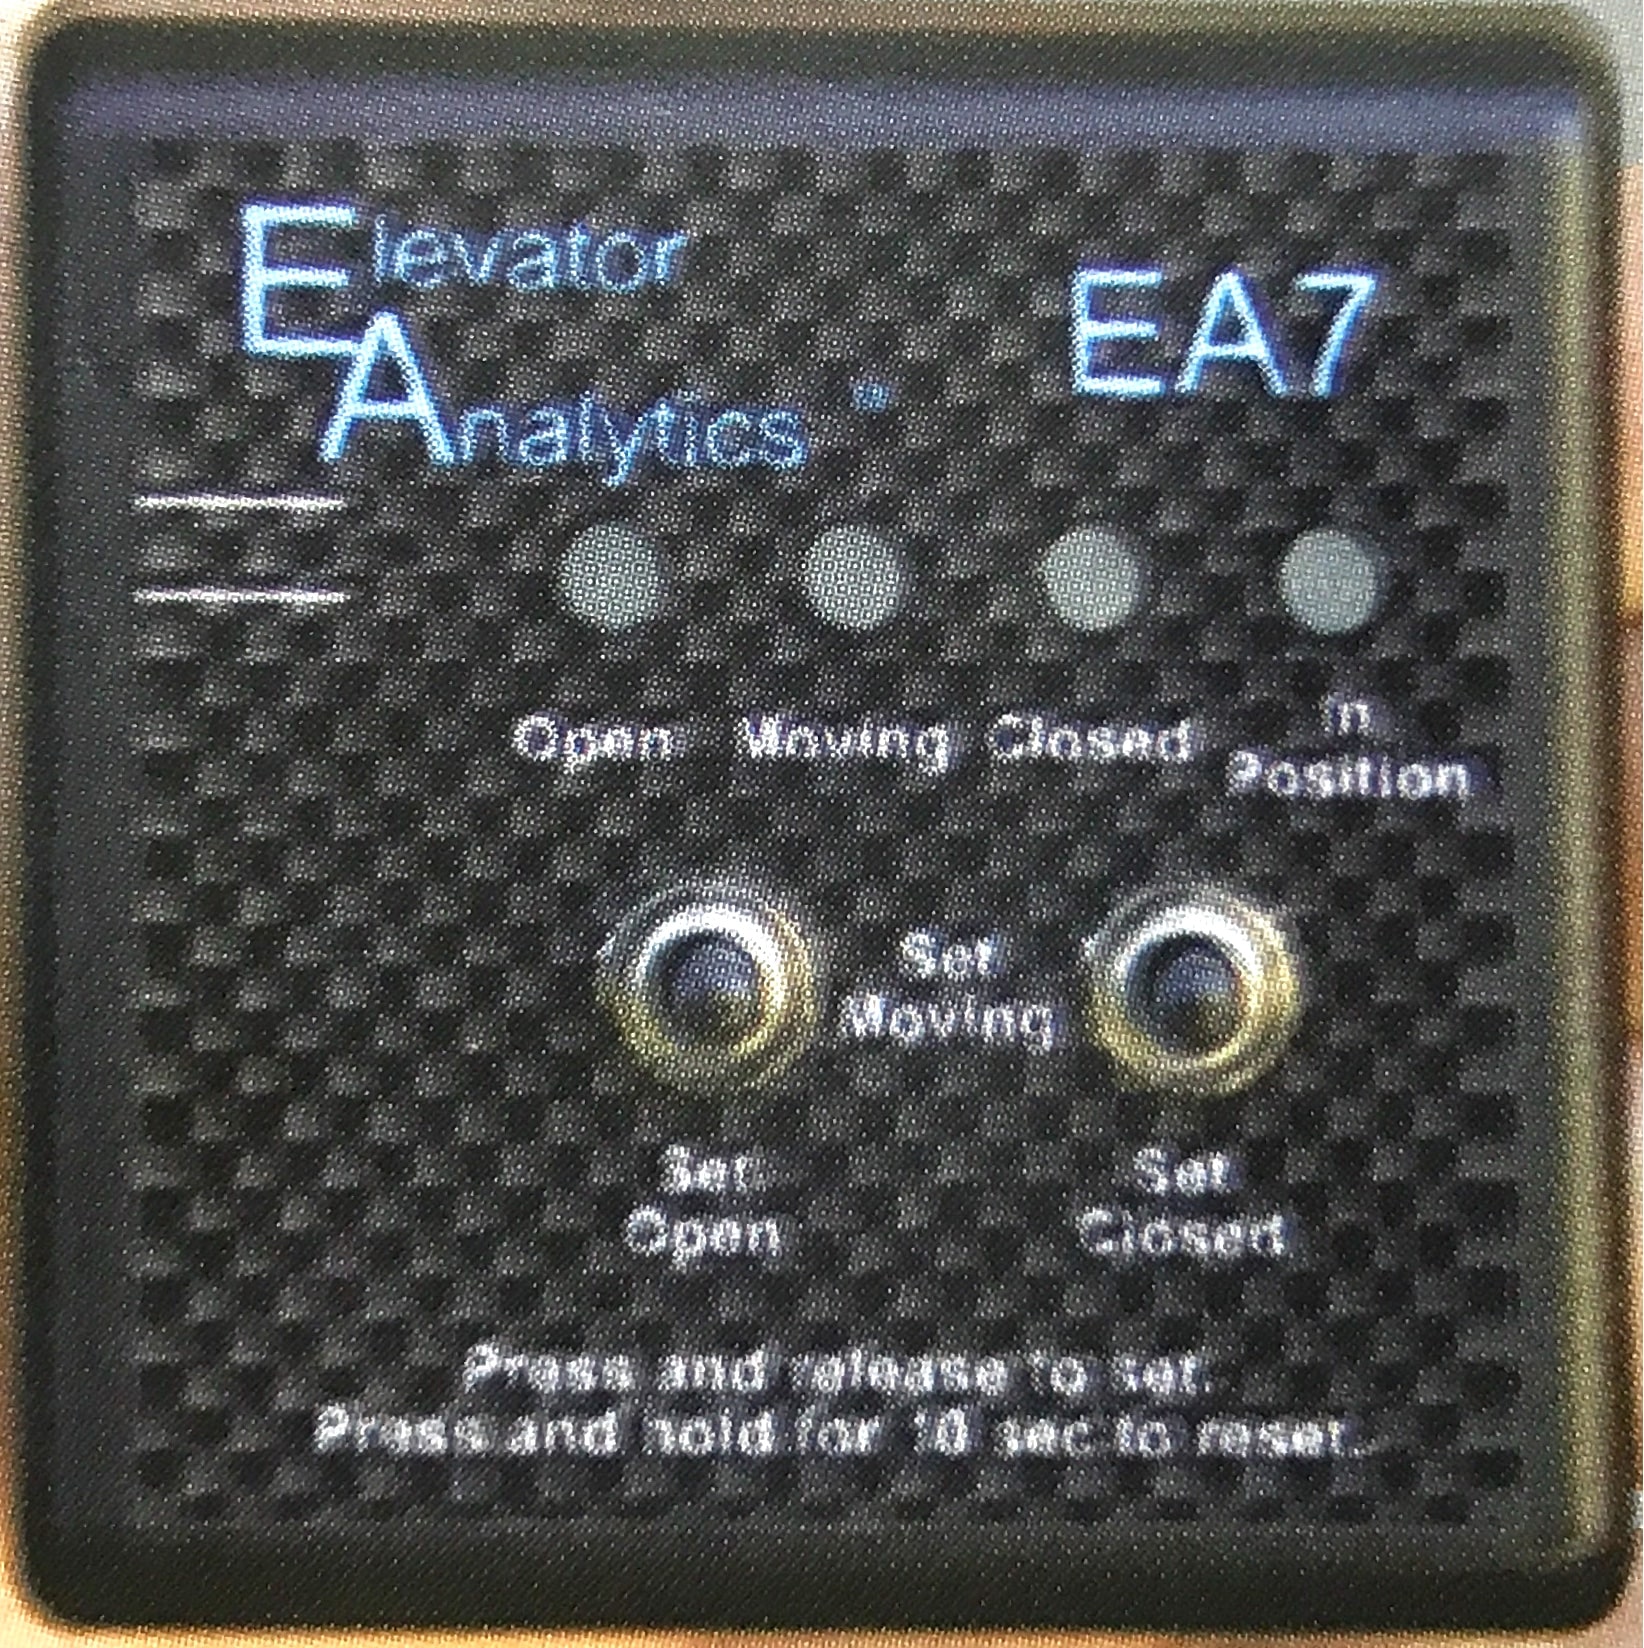 Elevator
Analytics ®
EA7
Open Moving Closed In Position
Set Moving
Set Open
Set Closed
Press and release to set.
Press and hold for 10 sec to reset.